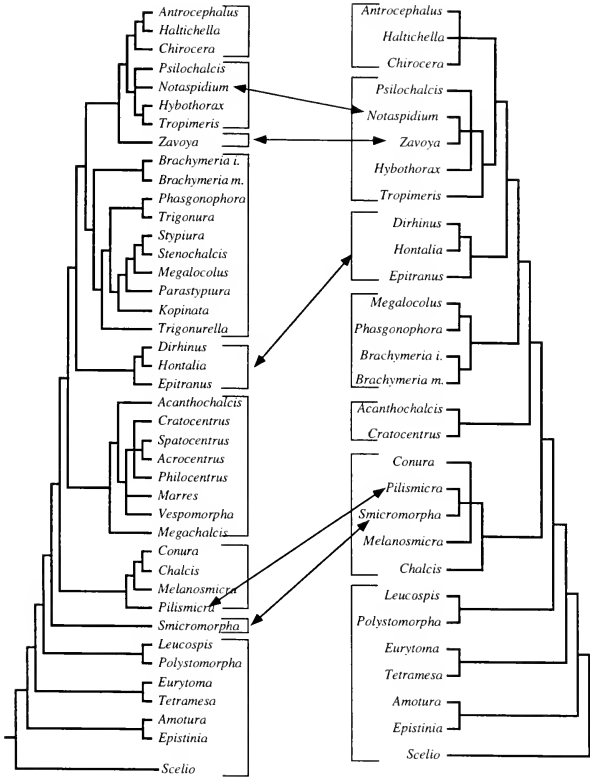 Antrocephalus
Haltichella
Chirocera
Psilochalcis
Notaspidium
Hybothorax
Tropimeris
Zavoya
Brachymeria i.
Brachymeria m.
Phasgonophora
Trigonura
Stypiura
Stenochalcis
Megalocolus
Parastypiura
Kopinata
Trigonurella
Dirhinus
Hontalia
Epitranus
Acanthochalcis
Cratocentrus
Spatocentrus
Acrocentrus
Philocentrus
Marres
Vespomorpha
Megachalcis
Conura
Chalcis
Melanosmicra
Pilismicra
Smicromorpha
Leucospis
Polystomorpha
Eurytoma
Tetramesa
Amotura
Epistinia
Scelio
Antrocephalus
Haltichella
Chirocera
Psilochalcis
Notaspidium
Zavoya
Hybothorax
Tropimeris
Dirhinus
Hontalia
Epitranus
Megalocolus
Phasgonophora
Brachymeria i.
Brachymeria m.
Acanthochalcis
Cratocentrus
Conura
Pilismicra
Smicromorpha
Melanosmicra
Chalcis
Leucospis
Polystomorpha
Eurytoma
Tetramesa
Amotura
Epistinia
Scelio